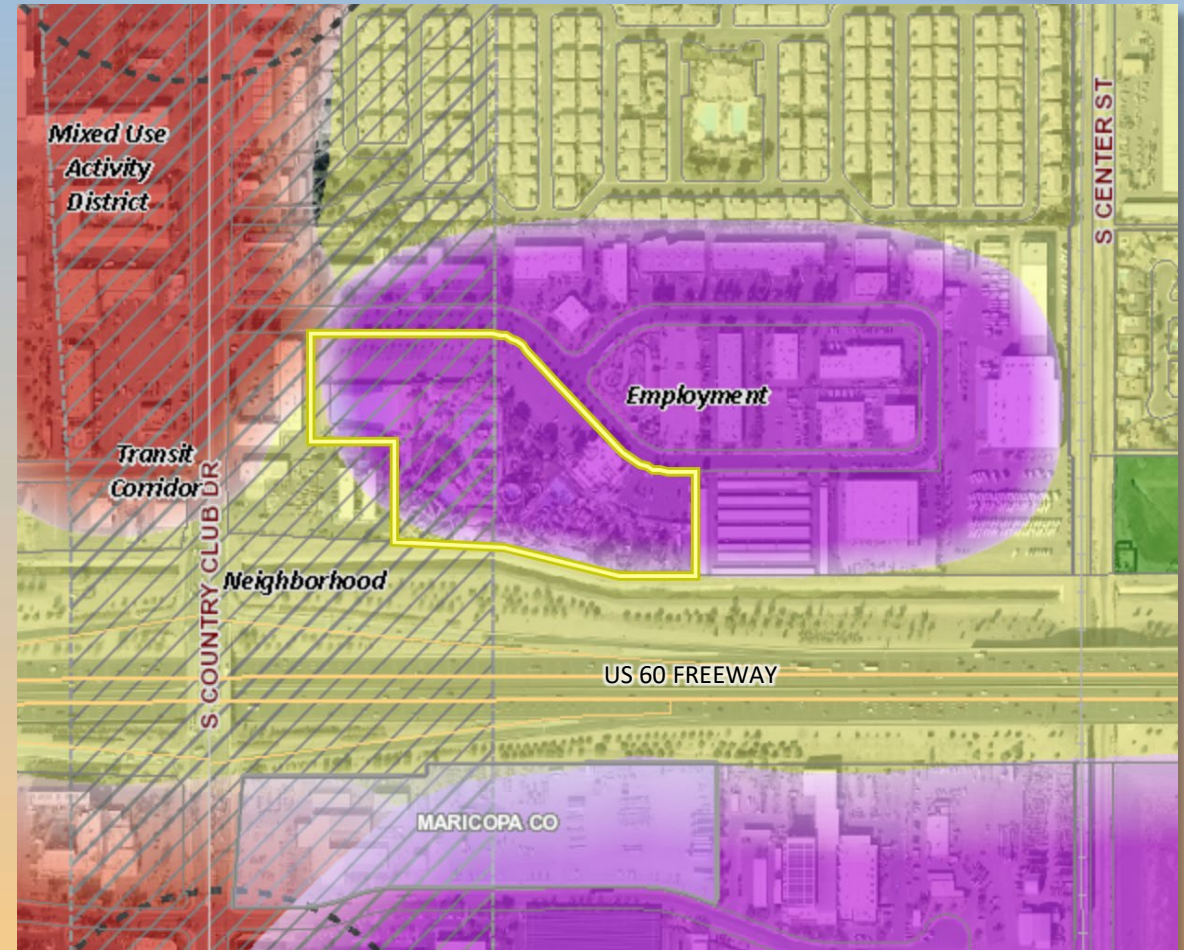 Mixed Use
Activity
District
S CENTER ST
Employment
Transit
Corridor
S COUNTRY CLUB DR
Neighborhood
US 60 FREEWAY
MARICOPA CO